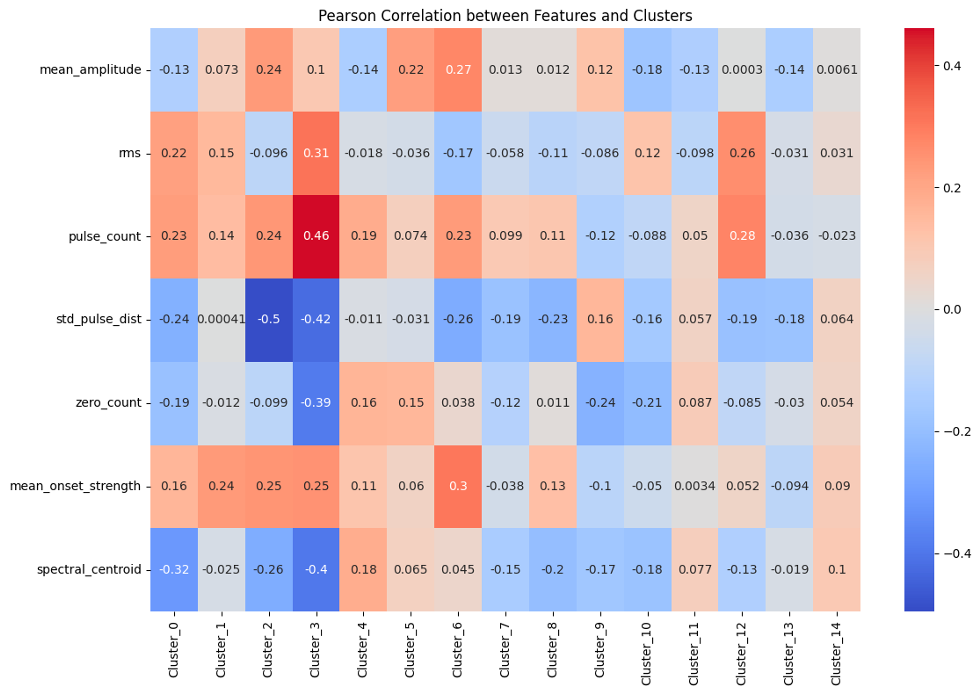 Pearson Correlation between Features and Clusters
mean_amplitude -0.13 0.073 0.24 0.1 -0.14 0.22 0.27 0.013 0.012 0.12 -0.18 -0.13 0.0003 -0.14 0.0061
rms 0.22 0.15 -0.096 0.31 -0.018 -0.036 -0.17 -0.058 -0.11 -0.086 0.12 -0.098 0.26 -0.031 0.031
pulse_count 0.23 0.14 0.24 0.46 0.19 0.074 0.23 0.099 0.11 -0.12 -0.088 0.05 0.28 -0.036 -0.023
std_pulse_dist -0.24 0.00041 -0.5 -0.42 -0.011 -0.031 -0.26 -0.19 -0.23 0.16 -0.16 0.057 -0.19 -0.18 0.064
zero_count -0.19 -0.012 -0.099 -0.39 0.16 0.15 0.038 -0.12 0.011 -0.24 -0.21 0.087 -0.085 -0.03 0.054
mean_onset_strength 0.16 0.24 0.25 0.25 0.11 0.06 0.3 -0.038 0.13 -0.1 -0.05 0.0034 0.052 -0.094 0.09
spectral_centroid -0.32 -0.025 -0.26 -0.4 0.18 0.065 0.045 -0.15 -0.2 -0.17 -0.18 0.077 -0.13 -0.019 0.1
Cluster_0 Cluster_1 Cluster_2 Cluster_3 Cluster_4 Cluster_5 Cluster_6 Cluster_7 Cluster_8 Cluster_9 Cluster_10 Cluster_11 Cluster_12 Cluster_13 Cluster_14
0.4
0.2
0.0
−0.2
−0.4